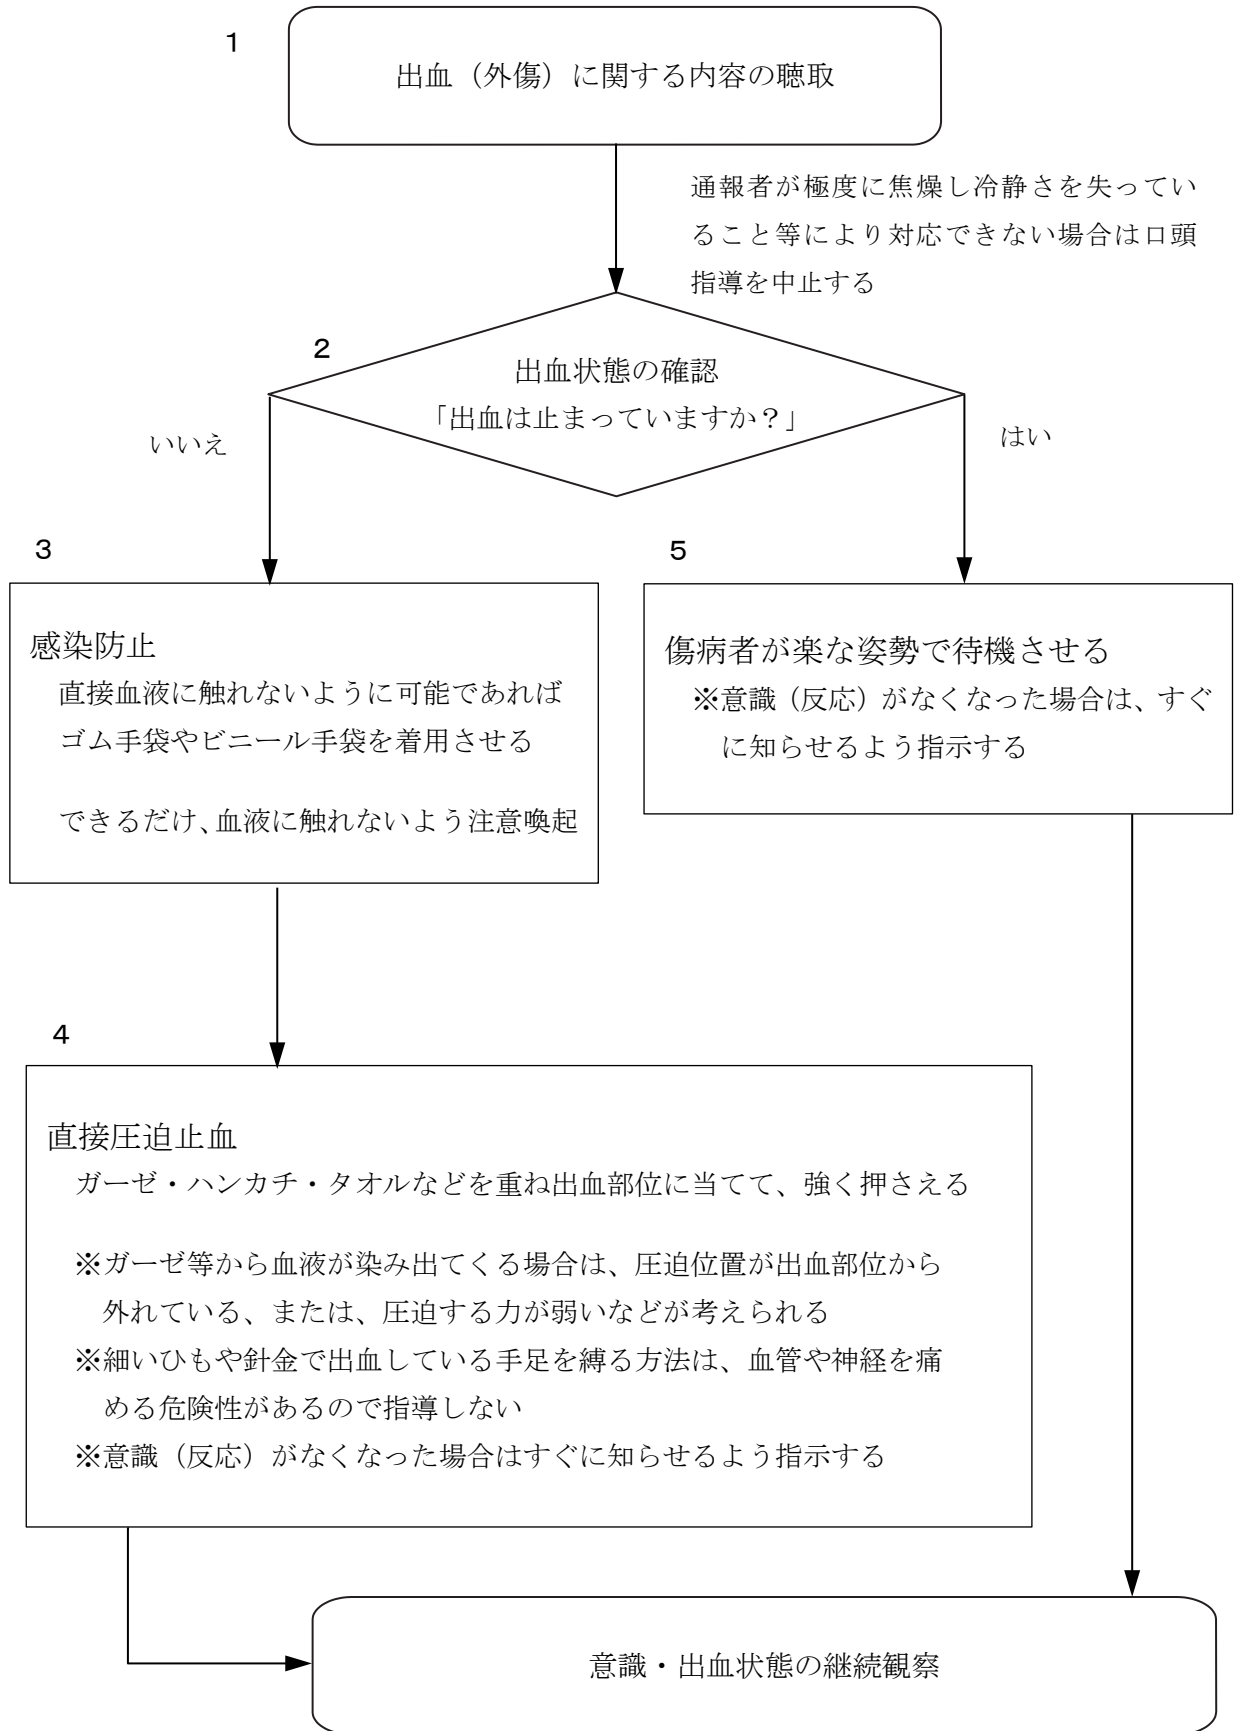 1
出血（外傷）に関する内容の聴取
通報者が極度に焦燥し冷静さを失ってい
ること等により対応できない場合は口頭
指導を中止する
2
出血状態の確認
「出血は止まっていますか？」
いいえ
はい
3
感染防止
直接血液に触れないように可能であれば
ゴム手袋やビニール手袋を着用させる
できるだけ、血液に触れないよう注意喚起
5
傷病者が楽な姿勢で待機させる
※意識（反応）がなくなった場合は、すぐ
に知らせるよう指示する
4
直接圧迫止血
ガーゼ・ハンカチ・タオルなどを重ね出血部位に当てて、強く押さえる
※ガーゼ等から血液が染み出てくる場合は、圧迫位置が出血部位から
外れている、または、圧迫する力が弱いなどが考えられる
※細いひもや針金で出血している手足を縛る方法は、血管や神経を痛
める危険性があるので指導しない
※意識（反応）がなくなった場合はすぐに知らせるよう指示する
意識・出血状態の継続観察